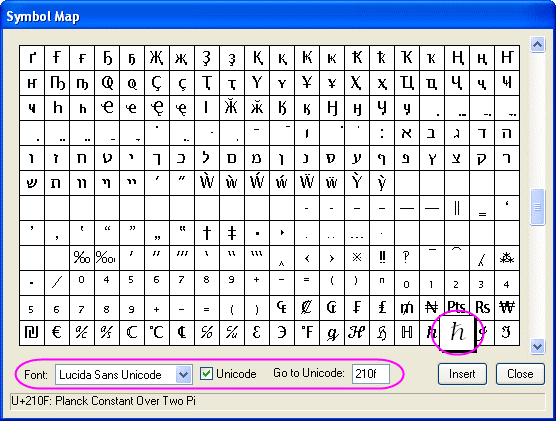 Symbol Map
ґ Ғ ғ Ҕ ҕ Җ җ Ҙ ҙ Қ қ Ҝ ҝ Ҟ ҟ Ҡ ҡ Ң ң Ҥ
ҥ Ҧ ҧ Ҩ ҩ Ҫ ҫ Ҭ ҭ Ү ү Ұ ұ Ҳ ҳ Ҵ ҵ Ҷ ҷ Ҹ
ҹ Һ һ Ҽ ҽ Ҿ ҿ Ӏ Ӂ ӂ Ӄ ӄ Ӈ ӈ Ӌ ӌ
א ב ג ד ה
ו ז ח ט י ך כ ל ם מ ן נ ס ע ף פ ץ צ ק ר
ש ת װ ױ ײ ׳ ״ Ẁ ẁ Ẃ ẃ Ẅ ẅ Ỳ ỳ
‐ ‑ ‒ – — ― ‖ ‗ ‘
’ ‚ ‛ “ ” „ ‟ † ‡ • ‣ ․ ‥ … ‧
‰ ‱ ′ ″ ‴ ‵ ‶ ‷ ‸ ‹ › ※ ‼ ‽ ‾ ‿ ⁀ ⁁ ⁂
⁃ ⁄ ⁰ ⁴ ⁵ ⁶ ⁷ ⁸ ⁹ ⁺ ⁻ ⁼ ⁽ ⁾ ⁿ ₀ ₁ ₂ ₃ ₄
₅ ₆ ₇ ₈ ₉ ₊ ₋ ₌ ₍ ₎ ₠ ₡ ₢ ₣ ₤ ₥ ₦ ₧ ₨ ₩
₪ € ℀ ℁ ℂ ℃ ℄ ℅ ℆ ℇ ℈ ℉ ℊ ℋ ℌ ℍ ℎ ℏ ℐ ℑ
Font: Lucida Sans Unicode Unicode Go to Unicode: 210f Insert Close
U+210F: Planck Constant Over Two Pi